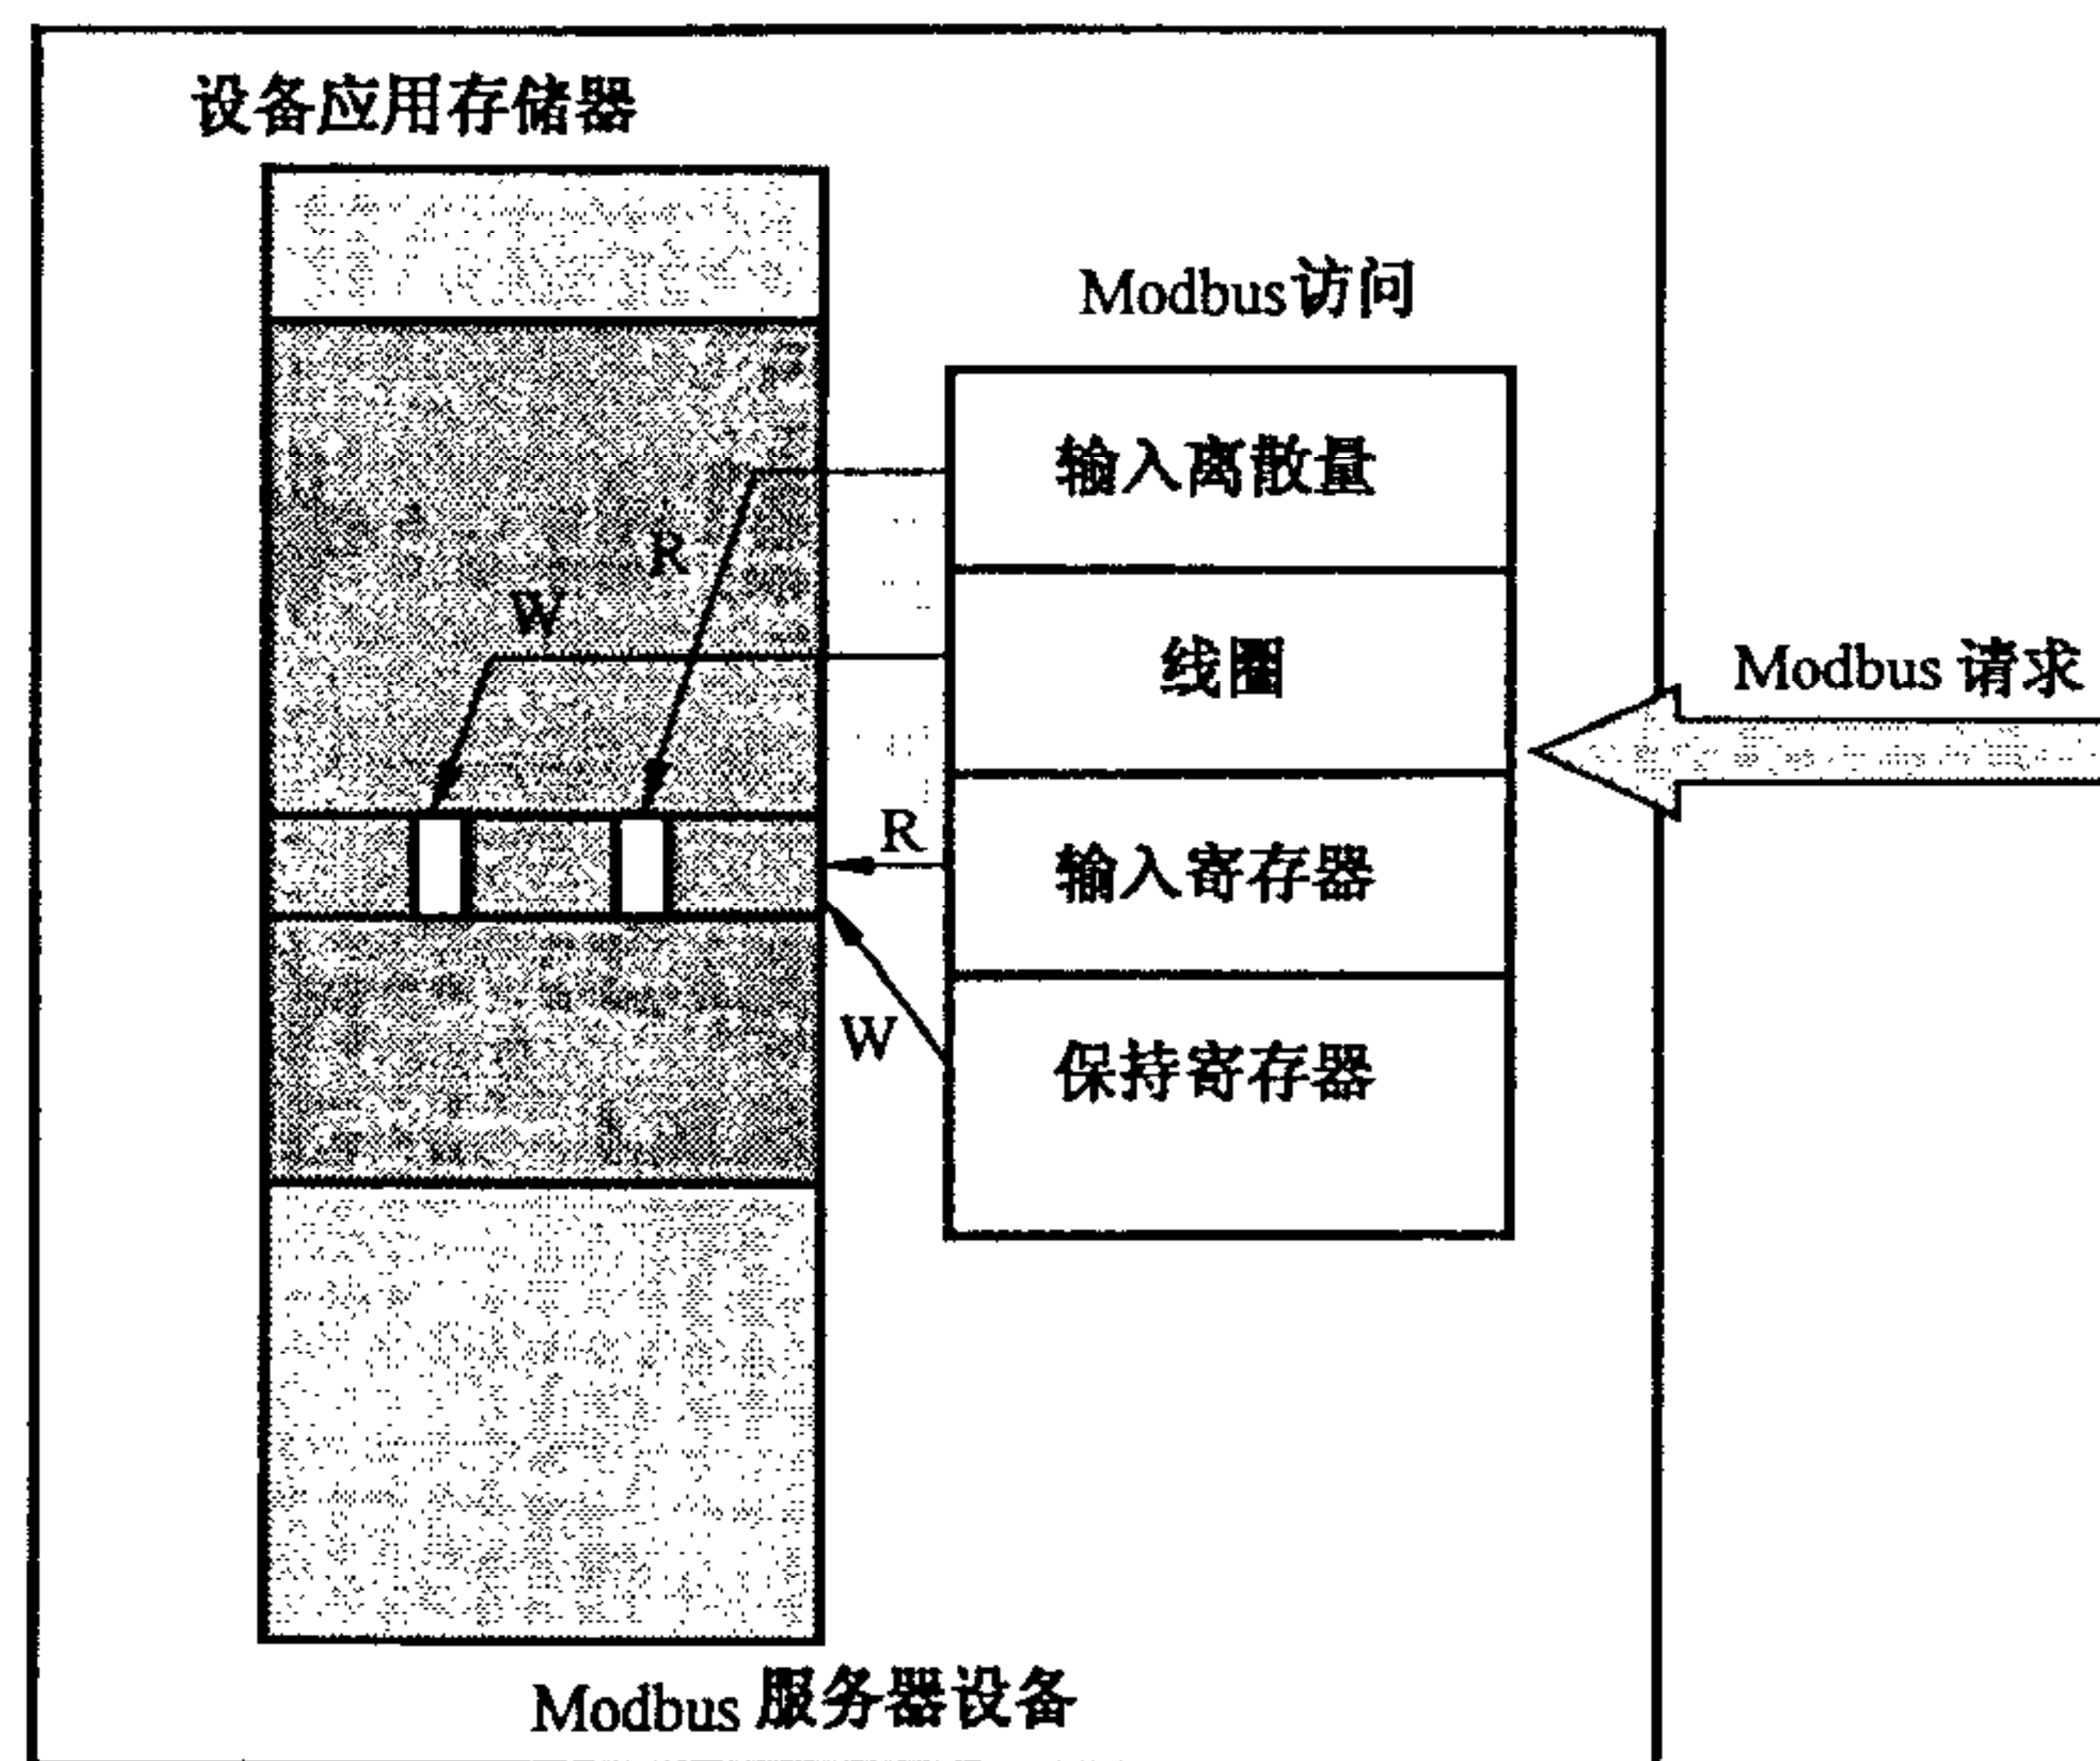 设备应用存储器
Modbus访问
输入离散量
R
W
线圈
Modbus 请求
R
输入寄存器
W
保持寄存器
Modbus 服务器设备